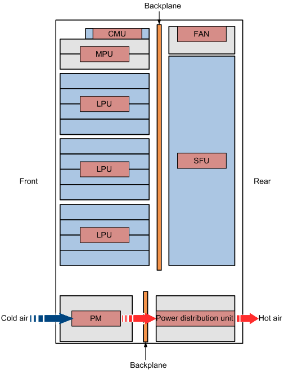 Backplane
CMU
FAN
MPU
LPU
LPU
SFU
Front
Rear
LPU
Cold air
PM
Power distribution unit
Hot air
Backplane